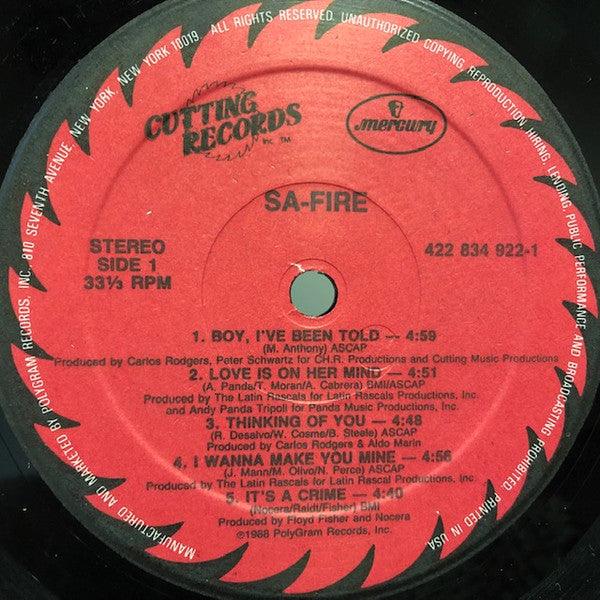 MANUFACTURED AND MARKETED BY POLYGRAM RECORDS, INC. 810 SEVENTH AVENUE, NEW YORK, NEW YORK 10019. ALL RIGHTS RESERVED. UNAUTHORIZED COPYING, REPRODUCTION, HIRING, LENDING, PUBLIC PERFORMANCE AND BROADCASTING PROHIBITED. PRINTED IN USA
CUTTING
RECORDS
Inc. TM
mercury
SA-FIRE
STEREO
SIDE 1
33⅓ RPM
422 834 922-1
1. BOY, I'VE BEEN TOLD — 4:59
(M. Anthony) ASCAP
Produced by Carlos Rodgers, Peter Schwartz for CH.R. Productions and Cutting Music Productions
2. LOVE IS ON HER MIND — 4:51
(A. Panda/T. Moran/A. Cabrera) BMI/ASCAP
Produced by The Latin Rascals for Latin Rascals Productions, Inc.
and Andy Panda Tripoli for Panda Music Productions, Inc.
3. THINKING OF YOU — 4:48
(R. Desalvo/W. Cosme/B. Steele) ASCAP
Produced by Carlos Rodgers & Aldo Marin
4. I WANNA MAKE YOU MINE — 4:56
(J. Mann/M. Olivo/N. Perce) ASCAP
Produced by The Latin Rascals for Latin Rascal Productions, Inc.
5. IT'S A CRIME — 4:40
(Nocera/Raidt/Fisher) BMI
Produced by Floyd Fisher and Nocera
℗1988 PolyGram Records, Inc.